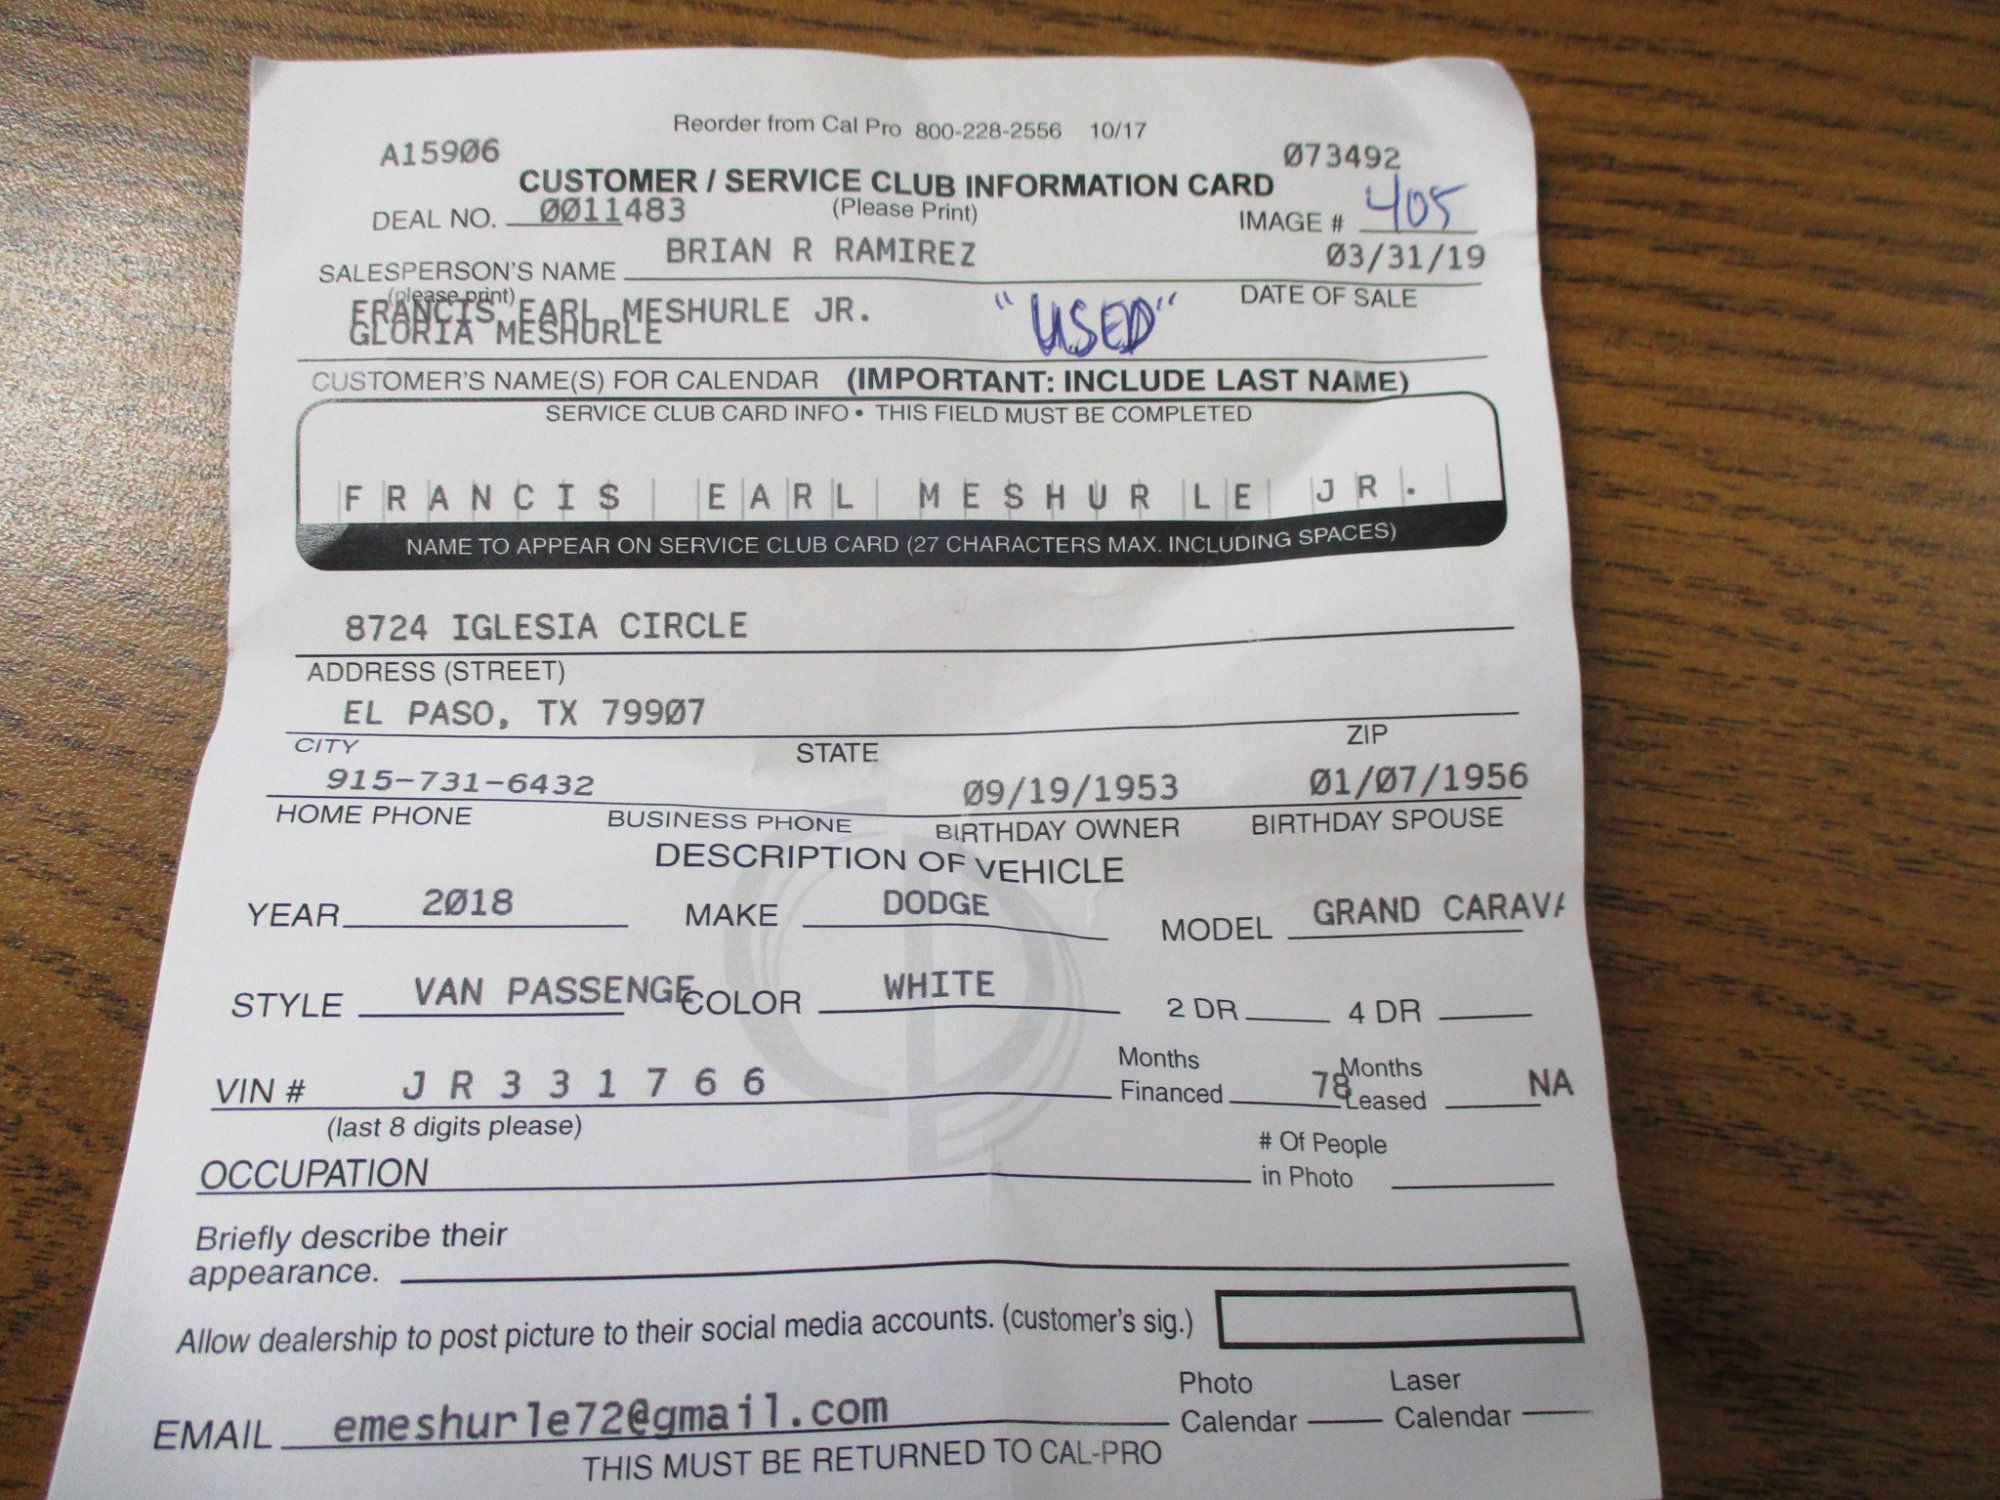 Reorder from Cal Pro 800-228-2556 10/17
A15906 073492
CUSTOMER / SERVICE CLUB INFORMATION CARD
DEAL NO. 0011483 (Please Print) IMAGE # 405
SALESPERSON'S NAME BRIAN R RAMIREZ 03/31/19
(please print) DATE OF SALE
FRANCIS EARL MESHURLE JR. "USED"
GLORIA MESHURLE
CUSTOMER'S NAME(S) FOR CALENDAR (IMPORTANT: INCLUDE LAST NAME)
SERVICE CLUB CARD INFO • THIS FIELD MUST BE COMPLETED
FRANCIS EARL MESHURLE JR.
NAME TO APPEAR ON SERVICE CLUB CARD (27 CHARACTERS MAX. INCLUDING SPACES)
8724 IGLESIA CIRCLE
ADDRESS (STREET)
EL PASO, TX 79907
CITY STATE ZIP
915-731-6432 09/19/1953 01/07/1956
HOME PHONE BUSINESS PHONE BIRTHDAY OWNER BIRTHDAY SPOUSE
DESCRIPTION OF VEHICLE
YEAR 2018 MAKE DODGE MODEL GRAND CARAVA
STYLE VAN PASSENGE COLOR WHITE 2 DR 4 DR
VIN # JR331766 Months Financed 78 Months Leased NA
(last 8 digits please)
OCCUPATION # Of People in Photo
Briefly describe their
appearance.
Allow dealership to post picture to their social media accounts. (customer's sig.)
EMAIL emeshurle72@gmail.com Photo Calendar Laser Calendar
THIS MUST BE RETURNED TO CAL-PRO